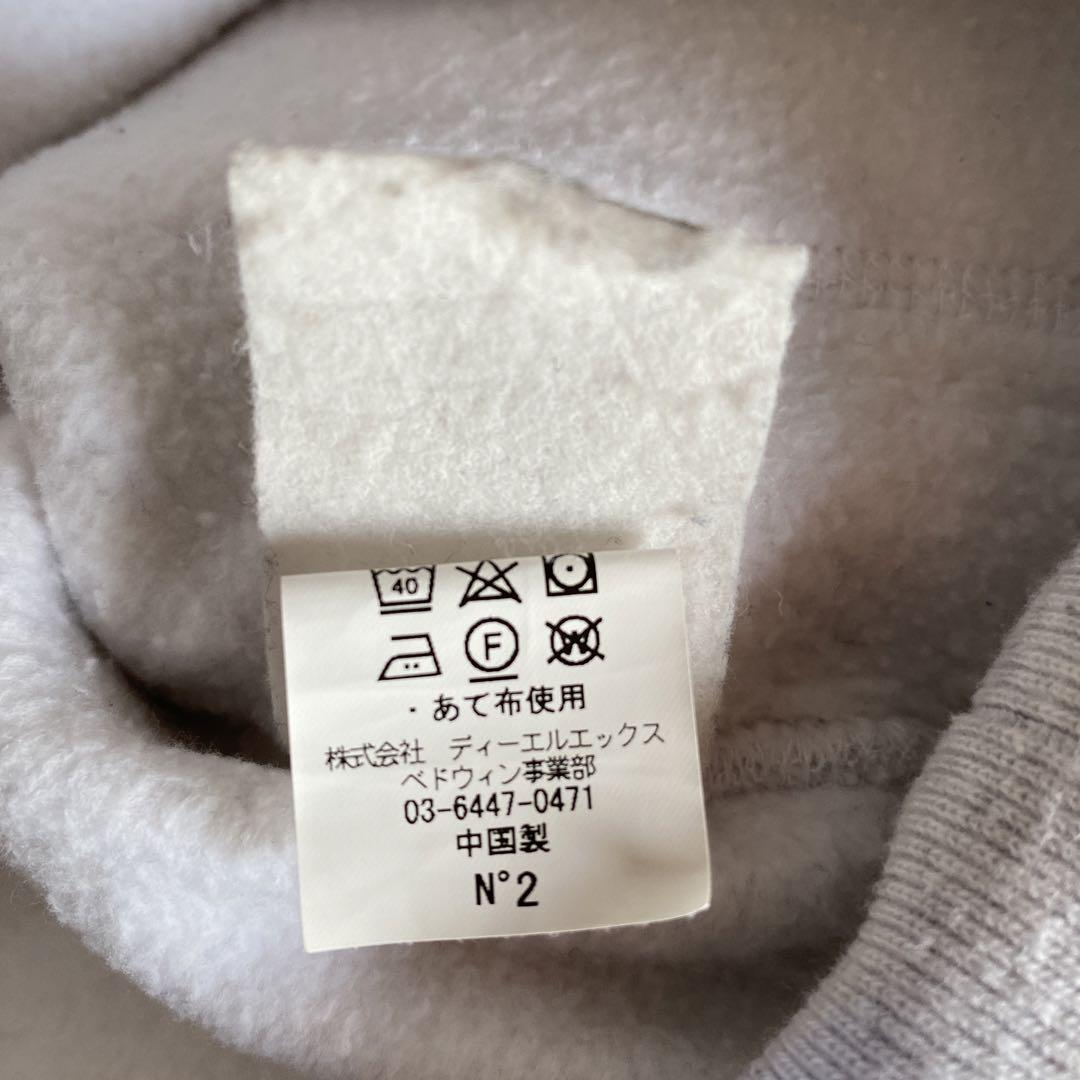 40
F W
・あて布使用
株式会社 ディーエルエックス
ベドウィン事業部
03-6447-0471
中国製
N°2